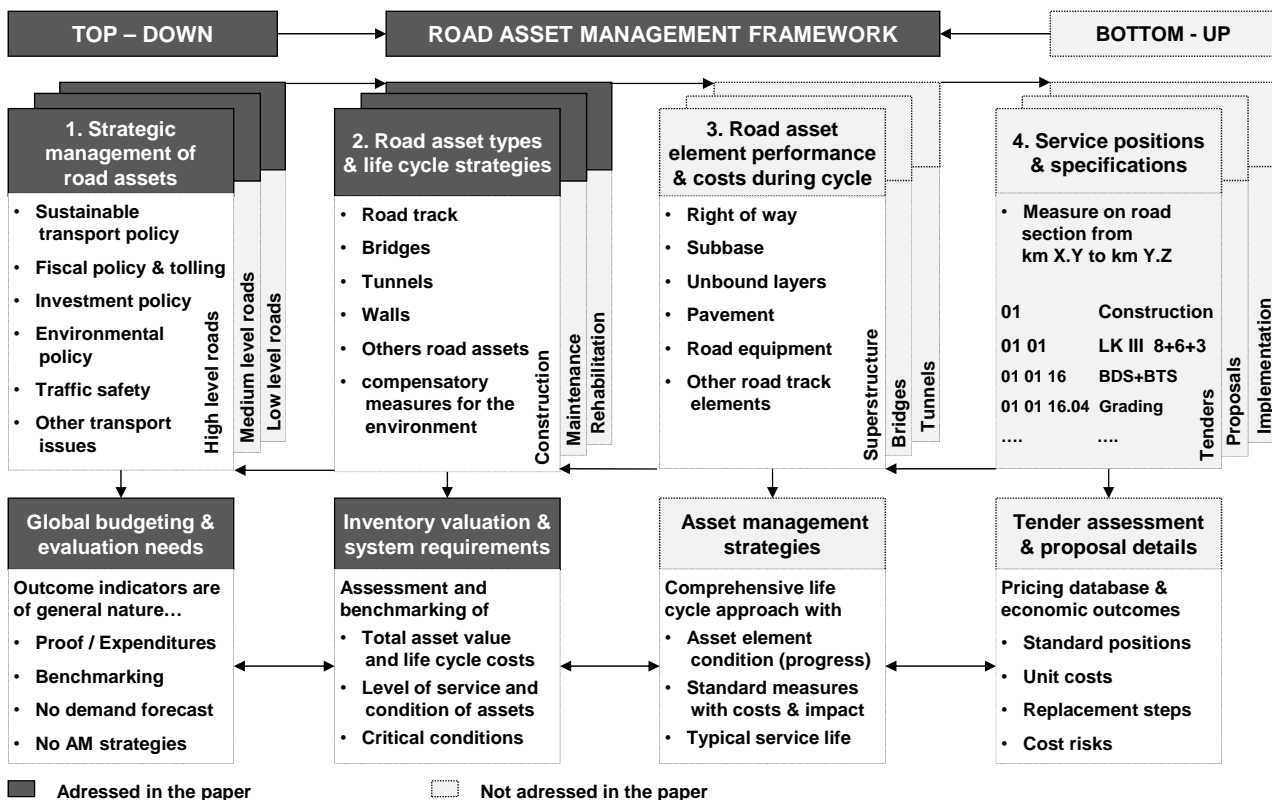 TOP – DOWN
ROAD ASSET MANAGEMENT FRAMEWORK
BOTTOM - UP
1. Strategic
management of
road assets
• Sustainable
transport policy
• Fiscal policy & tolling
• Investment policy
• Environmental
policy
• Traffic safety
• Other transport
issues
High level roads
Medium level roads
Low level roads
2. Road asset types
& life cycle strategies
• Road track
• Bridges
• Tunnels
• Walls
• Others road assets
• compensatory
measures for the
environment
Construction
Maintenance
Rehabilitation
3. Road asset
element performance
& costs during cycle
• Right of way
• Subbase
• Unbound layers
• Pavement
• Road equipment
• Other road track
elements
Superstructure
Bridges
Tunnels
4. Service positions
& specifications
• Measure on road
section from
km X.Y to km Y.Z
01 Construction
01 01 LK III 8+6+3
01 01 16 BDS+BTS
01 01 16.04 Grading
.... ....
Tenders
Proposals
Implementation
Global budgeting &
evaluation needs
Outcome indicators are
of general nature…
• Proof / Expenditures
• Benchmarking
• No demand forecast
• No AM strategies
Inventory valuation &
system requirements
Assessment and
benchmarking of
• Total asset value
and life cycle costs
• Level of service and
condition of assets
• Critical conditions
Asset management
strategies
Comprehensive life
cycle approach with
• Asset element
condition (progress)
• Standard measures
with costs & impact
• Typical service life
Tender assessment
& proposal details
Pricing database &
economic outcomes
• Standard positions
• Unit costs
• Replacement steps
• Cost risks
Adressed in the paper
Not adressed in the paper